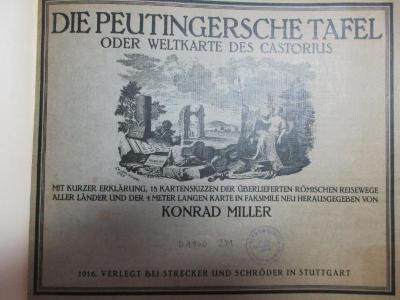 DIE PEUTINGERSCHE TAFEL
ODER WELTKARTE DES CASTORIUS
MIT KURZER ERKLÄRUNG, 18 KARTENSKIZZEN DER ÜBERLIEFERTEN RÖMISCHEN REISEWEGE
ALLER LÄNDER UND DER 4 METER LANGEN KARTE IN FAKSIMILE NEU HERAUSGEGEBEN VON
KONRAD MILLER
1916. VERLEGT BEI STRECKER UND SCHRÖDER IN STUTTGART